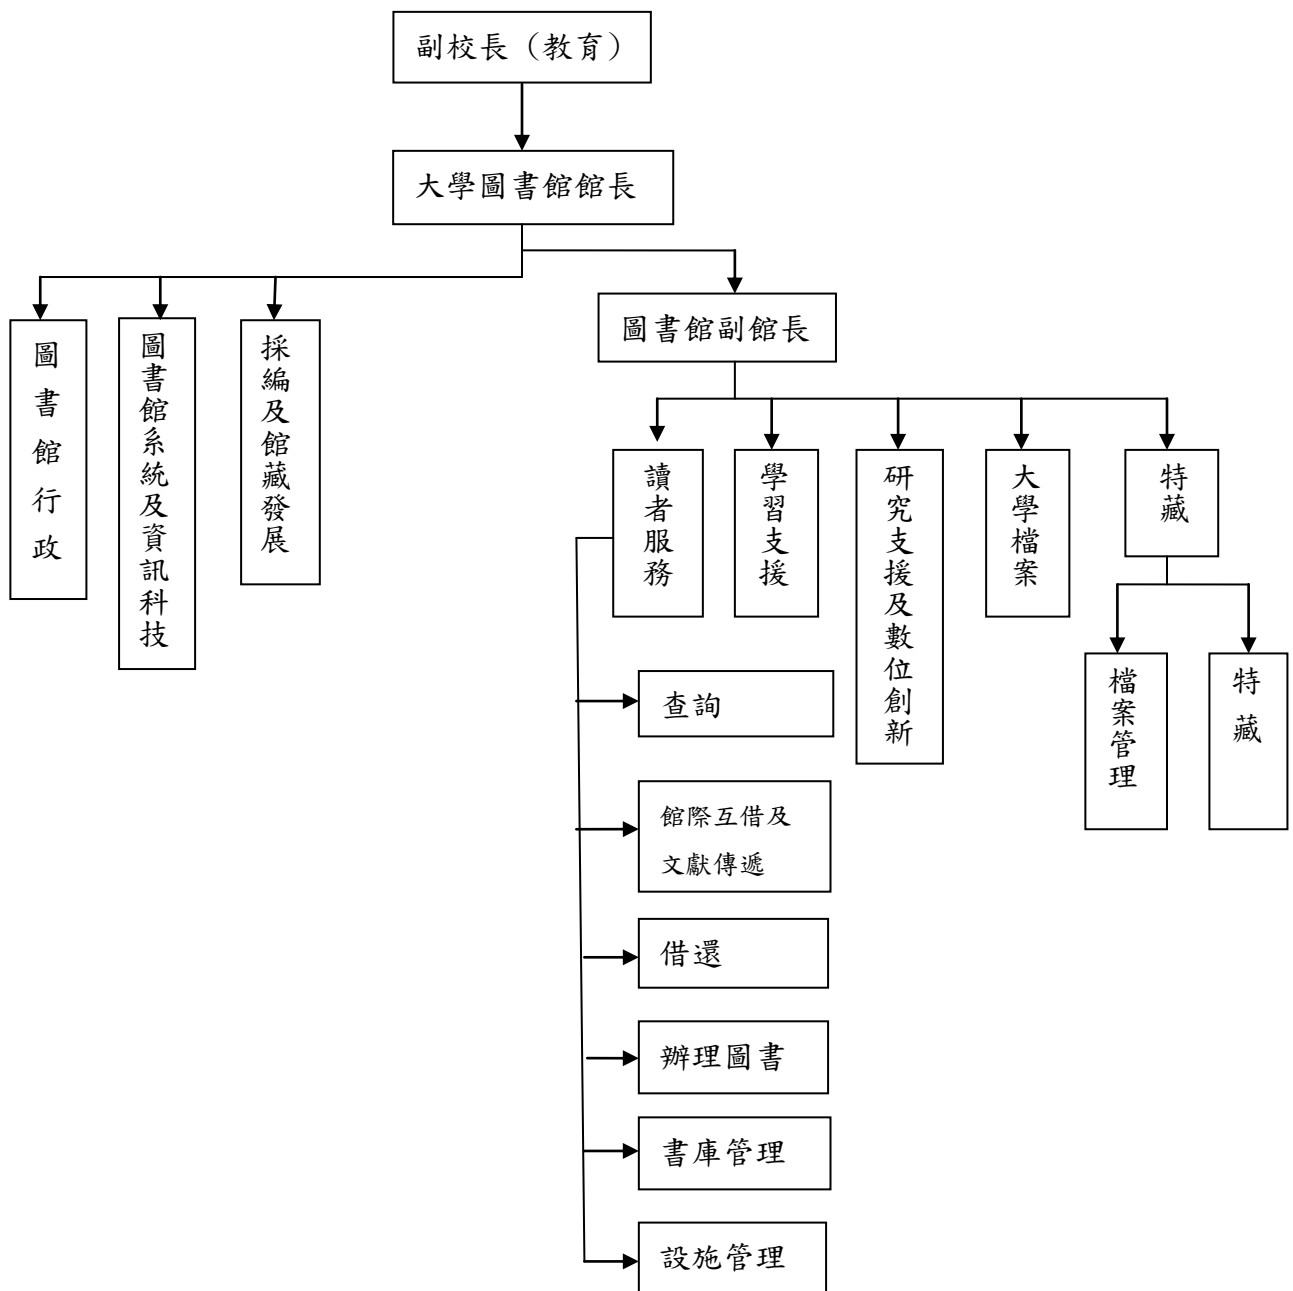 副校長（教育）
大學圖書館館長
圖書館副館長
圖書館行政
圖書館系統及資訊科技
採編及館藏發展
讀者服務
學習支援
研究支援及數位創新
大學檔案
特藏
檔案管理
特藏
查詢
館際互借及
文獻傳遞
借還
辦理圖書
書庫管理
設施管理